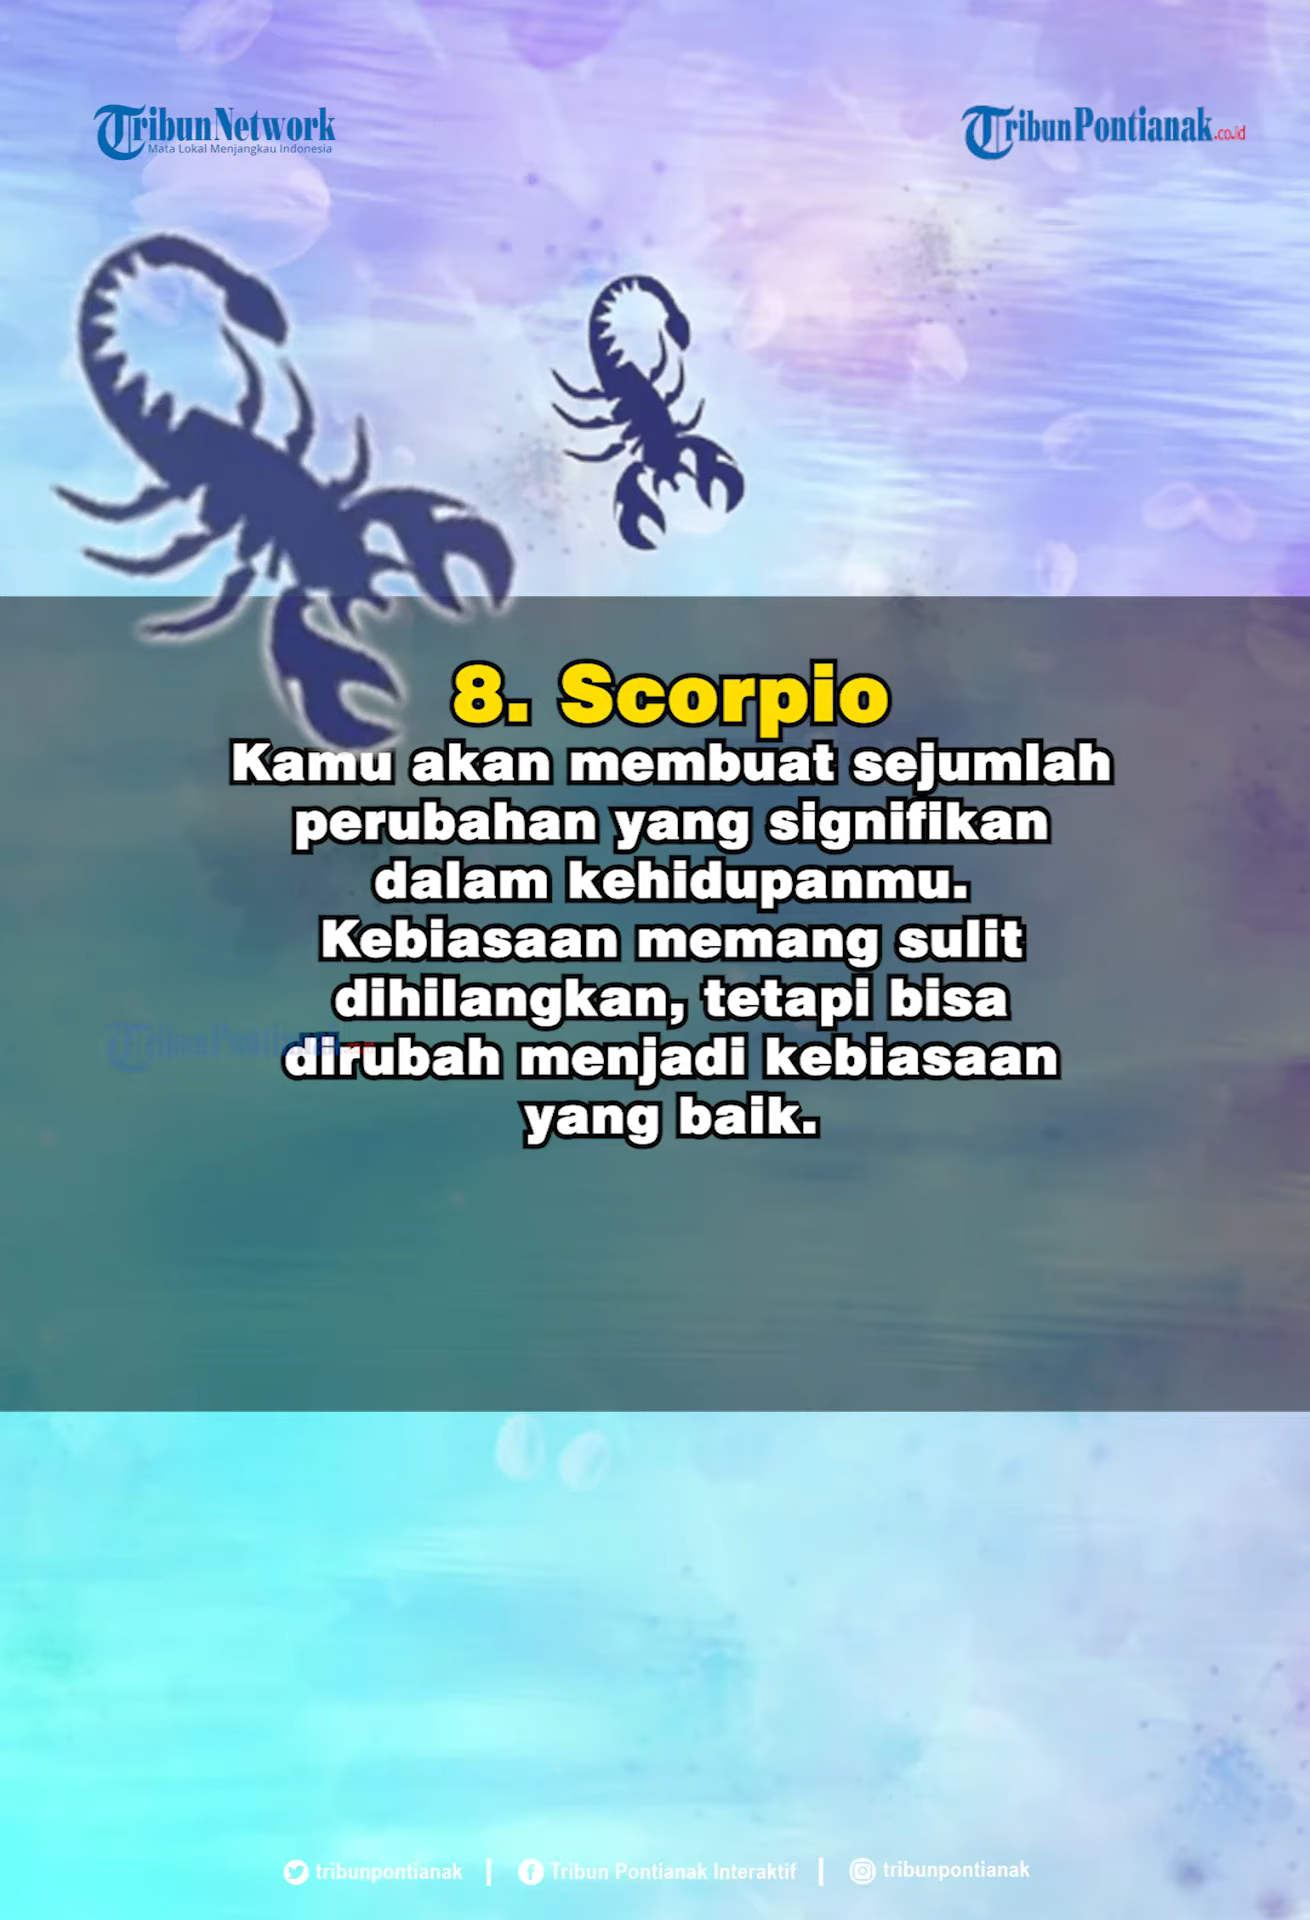 TribunNetwork
Mata Lokal Menjangkau Indonesia
TribunPontianak.co.id
8. Scorpio
Kamu akan membuat sejumlah
perubahan yang signifikan
dalam kehidupanmu.
Kebiasaan memang sulit
dihilangkan, tetapi bisa
dirubah menjadi kebiasaan
yang baik.
TribunPontianak
tribunpontianak | Tribun Pontianak Interaktif | tribunpontianak